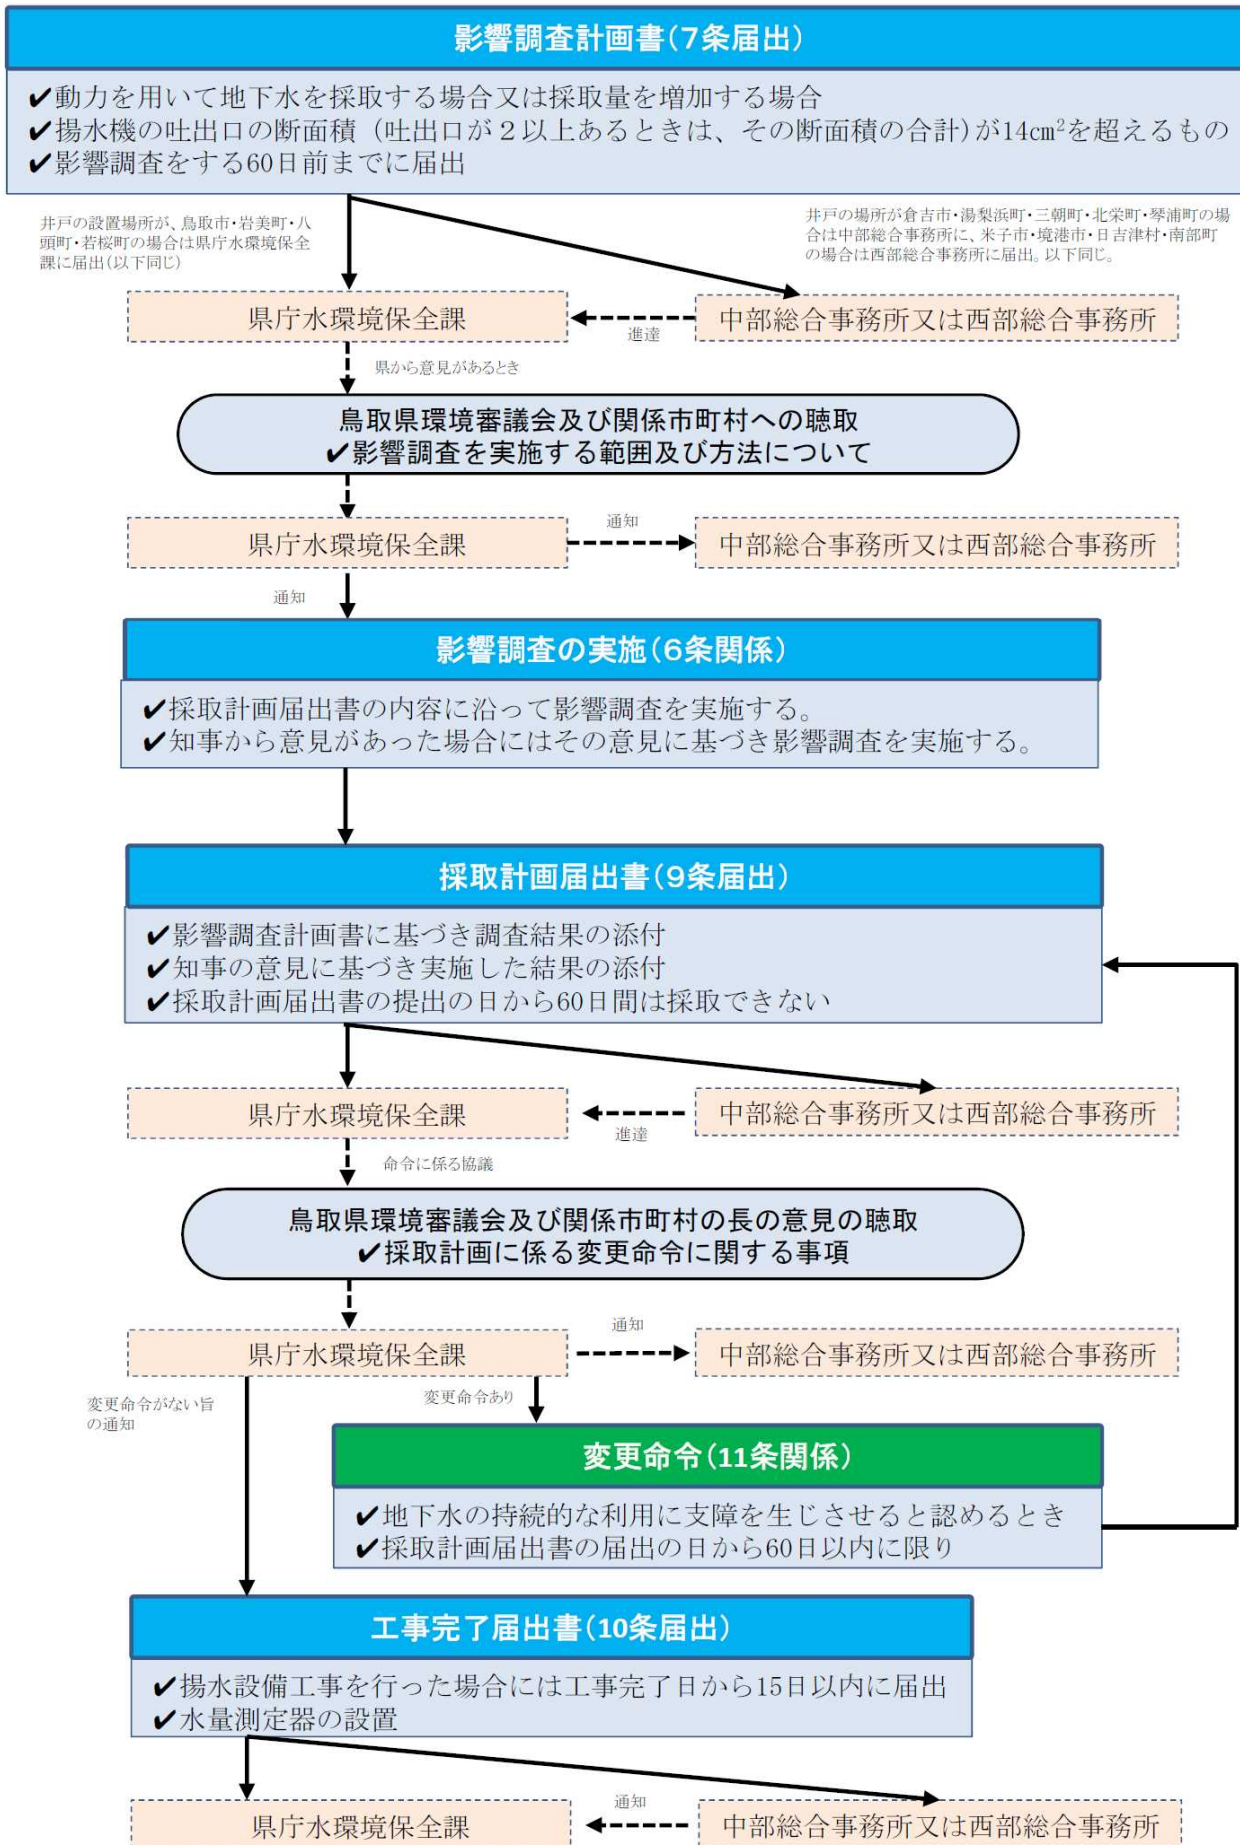 影響調査計画書(7条届出)
✔動力を用いて地下水を採取する場合又は採取量を増加する場合
✔揚水機の吐出口の断面積（吐出口が２以上あるときは、その断面積の合計)が14cm²を超えるもの
✔影響調査をする60日前までに届出
井戸の設置場所が、鳥取市・岩美町・八
頭町・若桜町の場合は県庁水環境保全
課に届出(以下同じ)
井戸の場所が倉吉市・湯梨浜町・三朝町・北栄町・琴浦町の場
合は中部総合事務所に、米子市・境港市・日吉津村・南部町
の場合は西部総合事務所に届出。以下同じ。
県庁水環境保全課
進達
中部総合事務所又は西部総合事務所
県から意見があるとき
鳥取県環境審議会及び関係市町村への聴取
✔影響調査を実施する範囲及び方法について
県庁水環境保全課
通知
中部総合事務所又は西部総合事務所
通知
影響調査の実施(6条関係)
✔採取計画届出書の内容に沿って影響調査を実施する。
✔知事から意見があった場合にはその意見に基づき影響調査を実施する。
採取計画届出書(9条届出)
✔影響調査計画書に基づき調査結果の添付
✔知事の意見に基づき実施した結果の添付
✔採取計画届出書の提出の日から60日間は採取できない
県庁水環境保全課
進達
中部総合事務所又は西部総合事務所
命令に係る協議
鳥取県環境審議会及び関係市町村の長の意見の聴取
✔採取計画に係る変更命令に関する事項
県庁水環境保全課
通知
中部総合事務所又は西部総合事務所
変更命令がない旨
の通知
変更命令あり
変更命令(11条関係)
✔地下水の持続的な利用に支障を生じさせると認めるとき
✔採取計画届出書の届出の日から60日以内に限り
工事完了届出書(10条届出)
✔揚水設備工事を行った場合には工事完了日から15日以内に届出
✔水量測定器の設置
県庁水環境保全課
通知
中部総合事務所又は西部総合事務所